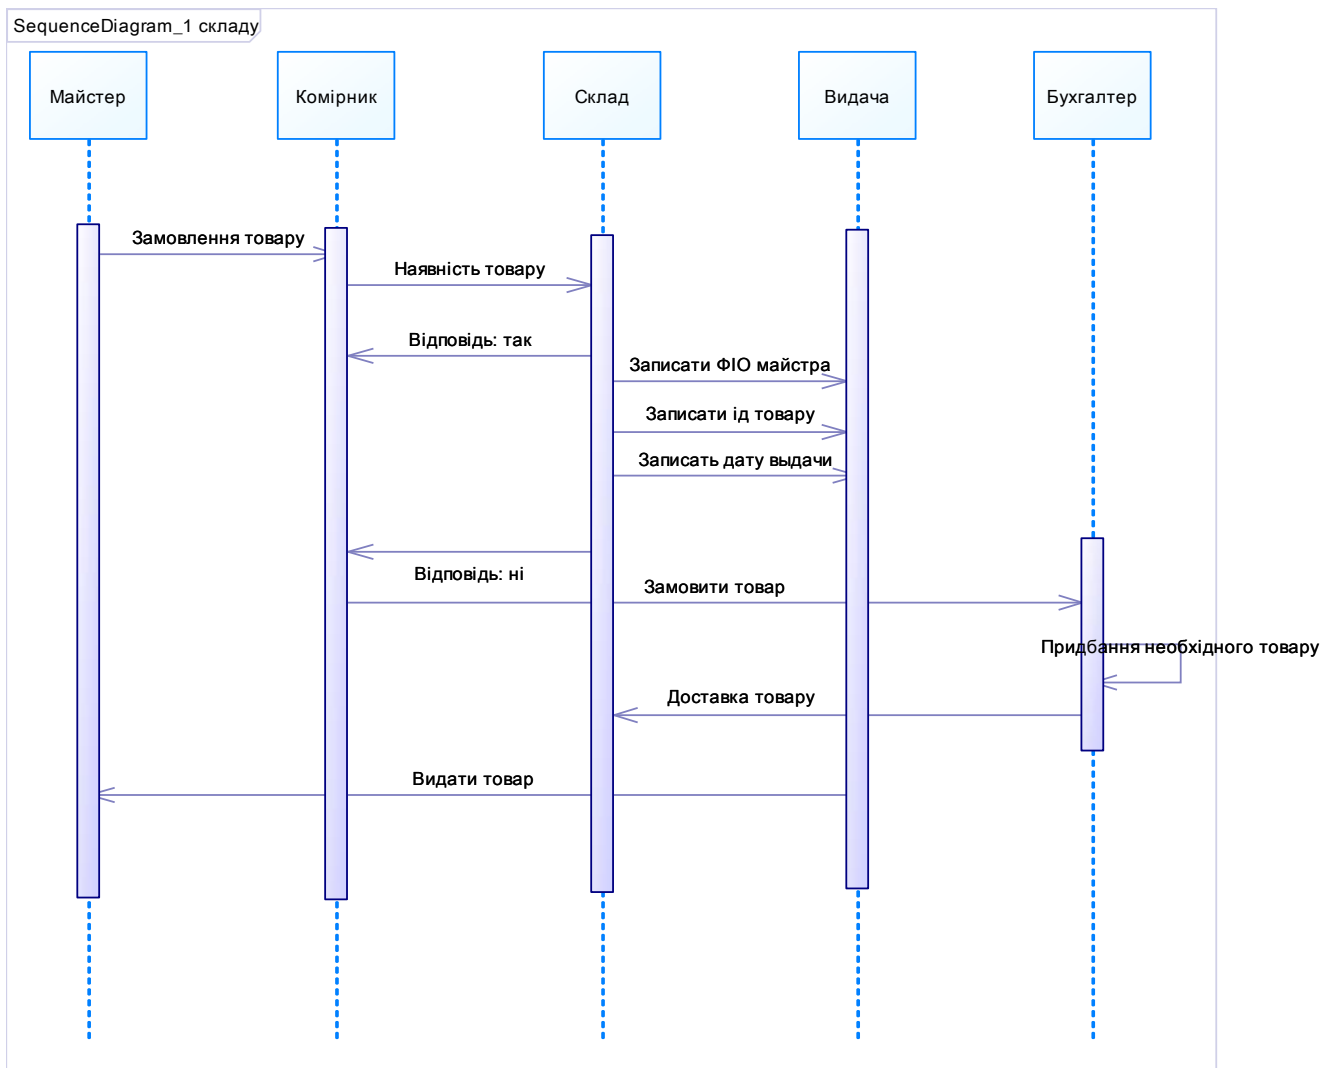 SequenceDiagram_1 складу
Майстер
Комірник
Склад
Видача
Бухгалтер
Замовлення товару
Наявність товару
Відповідь: так
Записати ФІО майстра
Записати ід товару
Записать дату выдачи
Відповідь: ні
Замовити товар
Придбання необхідного товару
Доставка товару
Видати товар